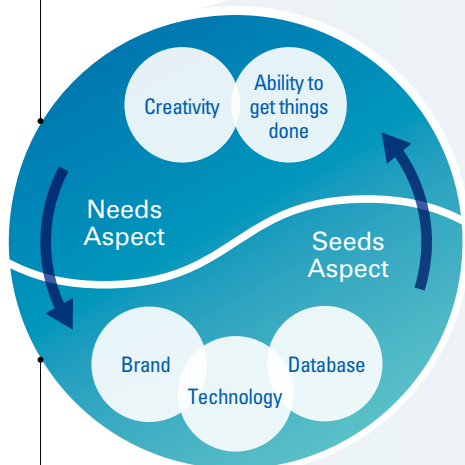 Creativity
Ability to
get things
done
Needs
Aspect
Seeds
Aspect
Brand
Technology
Database